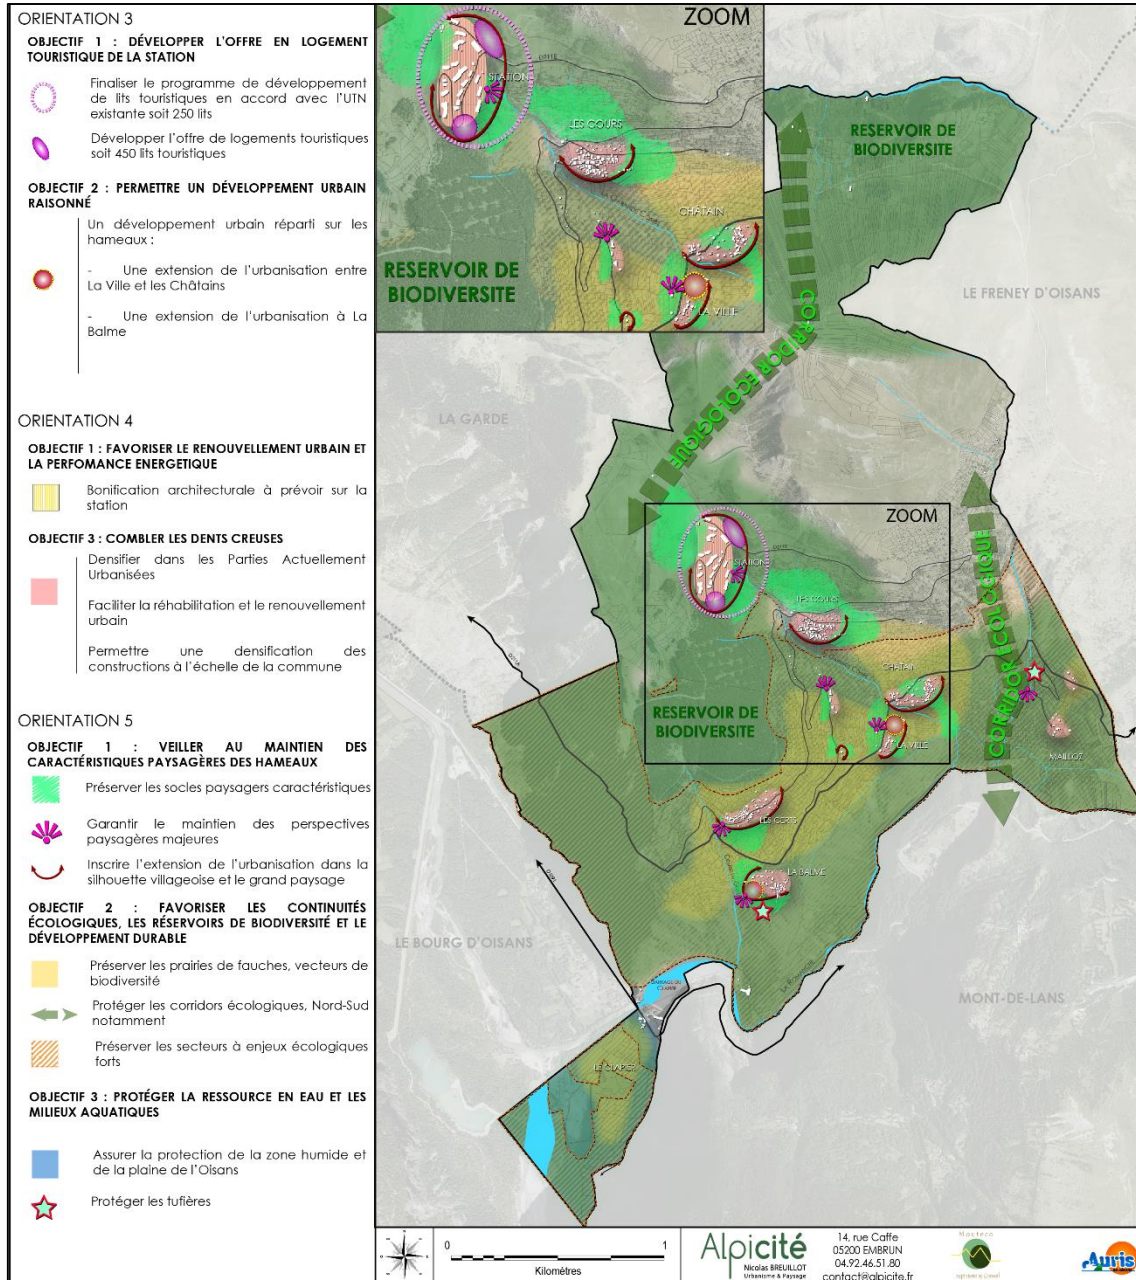 ORIENTATION 3
OBJECTIF 1 : DÉVELOPPER L'OFFRE EN LOGEMENT
TOURISTIQUE DE LA STATION
Finaliser le programme de développement
de lits touristiques en accord avec l'UTN
existante soit 250 lits
Développer l'offre de logements touristiques
soit 450 lits touristiques
OBJECTIF 2 : PERMETTRE UN DÉVELOPPEMENT URBAIN
RAISONNÉ
Un développement urbain réparti sur les
hameaux :
- Une extension de l'urbanisation entre
La Ville et les Châtains
- Une extension de l'urbanisation à La
Balme
ORIENTATION 4
OBJECTIF 1 : FAVORISER LE RENOUVELLEMENT URBAIN ET
LA PERFOMANCE ENERGETIQUE
Bonification architecturale à prévoir sur la
station
OBJECTIF 3 : COMBLER LES DENTS CREUSES
Densifier dans les Parties Actuellement
Urbanisées
Faciliter la réhabilitation et le renouvellement
urbain
Permettre une densification des
constructions à l'échelle de la commune
ORIENTATION 5
OBJECTIF 1 : VEILLER AU MAINTIEN DES
CARACTÉRISTIQUES PAYSAGÈRES DES HAMEAUX
Préserver les socles paysagers caractéristiques
Garantir le maintien des perspectives
paysagères majeures
Inscrire l'extension de l'urbanisation dans la
silhouette villageoise et le grand paysage
OBJECTIF 2 : FAVORISER LES CONTINUITÉS
ÉCOLOGIQUES, LES RÉSERVOIRS DE BIODIVERSITÉ ET LE
DÉVELOPPEMENT DURABLE
Préserver les prairies de fauches, vecteurs de
biodiversité
Protéger les corridors écologiques, Nord-Sud
notamment
Préserver les secteurs à enjeux écologiques
forts
OBJECTIF 3 : PROTÉGER LA RESSOURCE EN EAU ET LES
MILIEUX AQUATIQUES
Assurer la protection de la zone humide et
de la plaine de l'Oisans
Protéger les tufières
ZOOM
D211E
STATION
LES COURS
CHÂTAIN
RESERVOIR DE
BIODIVERSITE
LA VILLE
RESERVOIR DE
BIODIVERSITE
LE FRENEY D'OISANS
CORRIDOR ECOLOGIQUE
LA GARDE
ZOOM
STATION
LES COURS
CHATAIN
RESERVOIR DE
BIODIVERSITE
LA VILLE
CORRIDOR ECOLOGIQUE
MAILLOZ
D211A
LES CERTS
LA BALME
LE BOURG D'OISANS
BARRAGE DU
CLAPIER
MONT-DE-LANS
LE CLAPIER
0 1
Kilomètres
Alpicité
Nicolas BREUILLOT
Urbanisme & Paysage
14, rue Caffe
05200 EMBRUN
04.92.46.51.80
contact@alpicite.fr
Auris